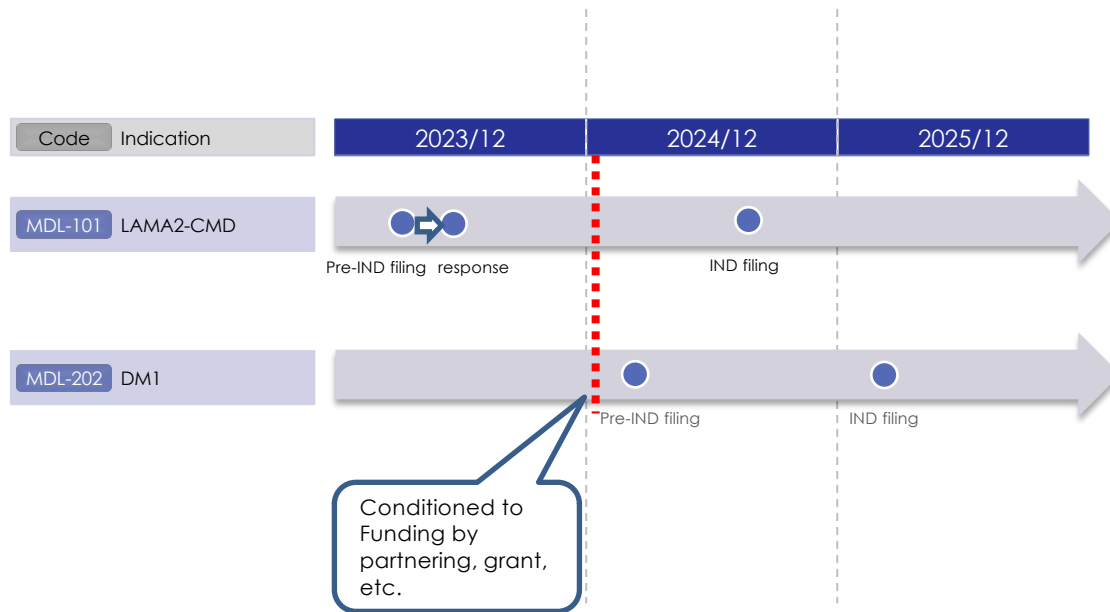 Code Indication 2023/12 2024/12 2025/12
MDL-101 LAMA2-CMD
Pre-IND filing response IND filing
MDL-202 DM1
Pre-IND filing IND filing
Conditioned to
Funding by
partnering, grant,
etc.